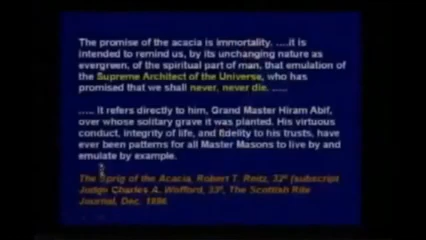 The promise of the acacia is immortality. .....it is
intended to remind us, by its unchanging nature as
evergreen, of the spiritual part of man, that emulation of
the Supreme Architect of the Universe, who has
promised that we shall never, never die. .....
..... It refers directly to him, Grand Master Hiram Abif,
over whose solitary grave it was planted. His virtuous
conduct, integrity of life, and fidelity to his trusts, have
ever been patterns for all Master Masons to live by and
emulate by example.
The Sprig of the Acacia, Robert T. Reitz, 32° (subscript
Judge Charles A. Wofford, 33°, The Scottish Rite
Journal, Dec.